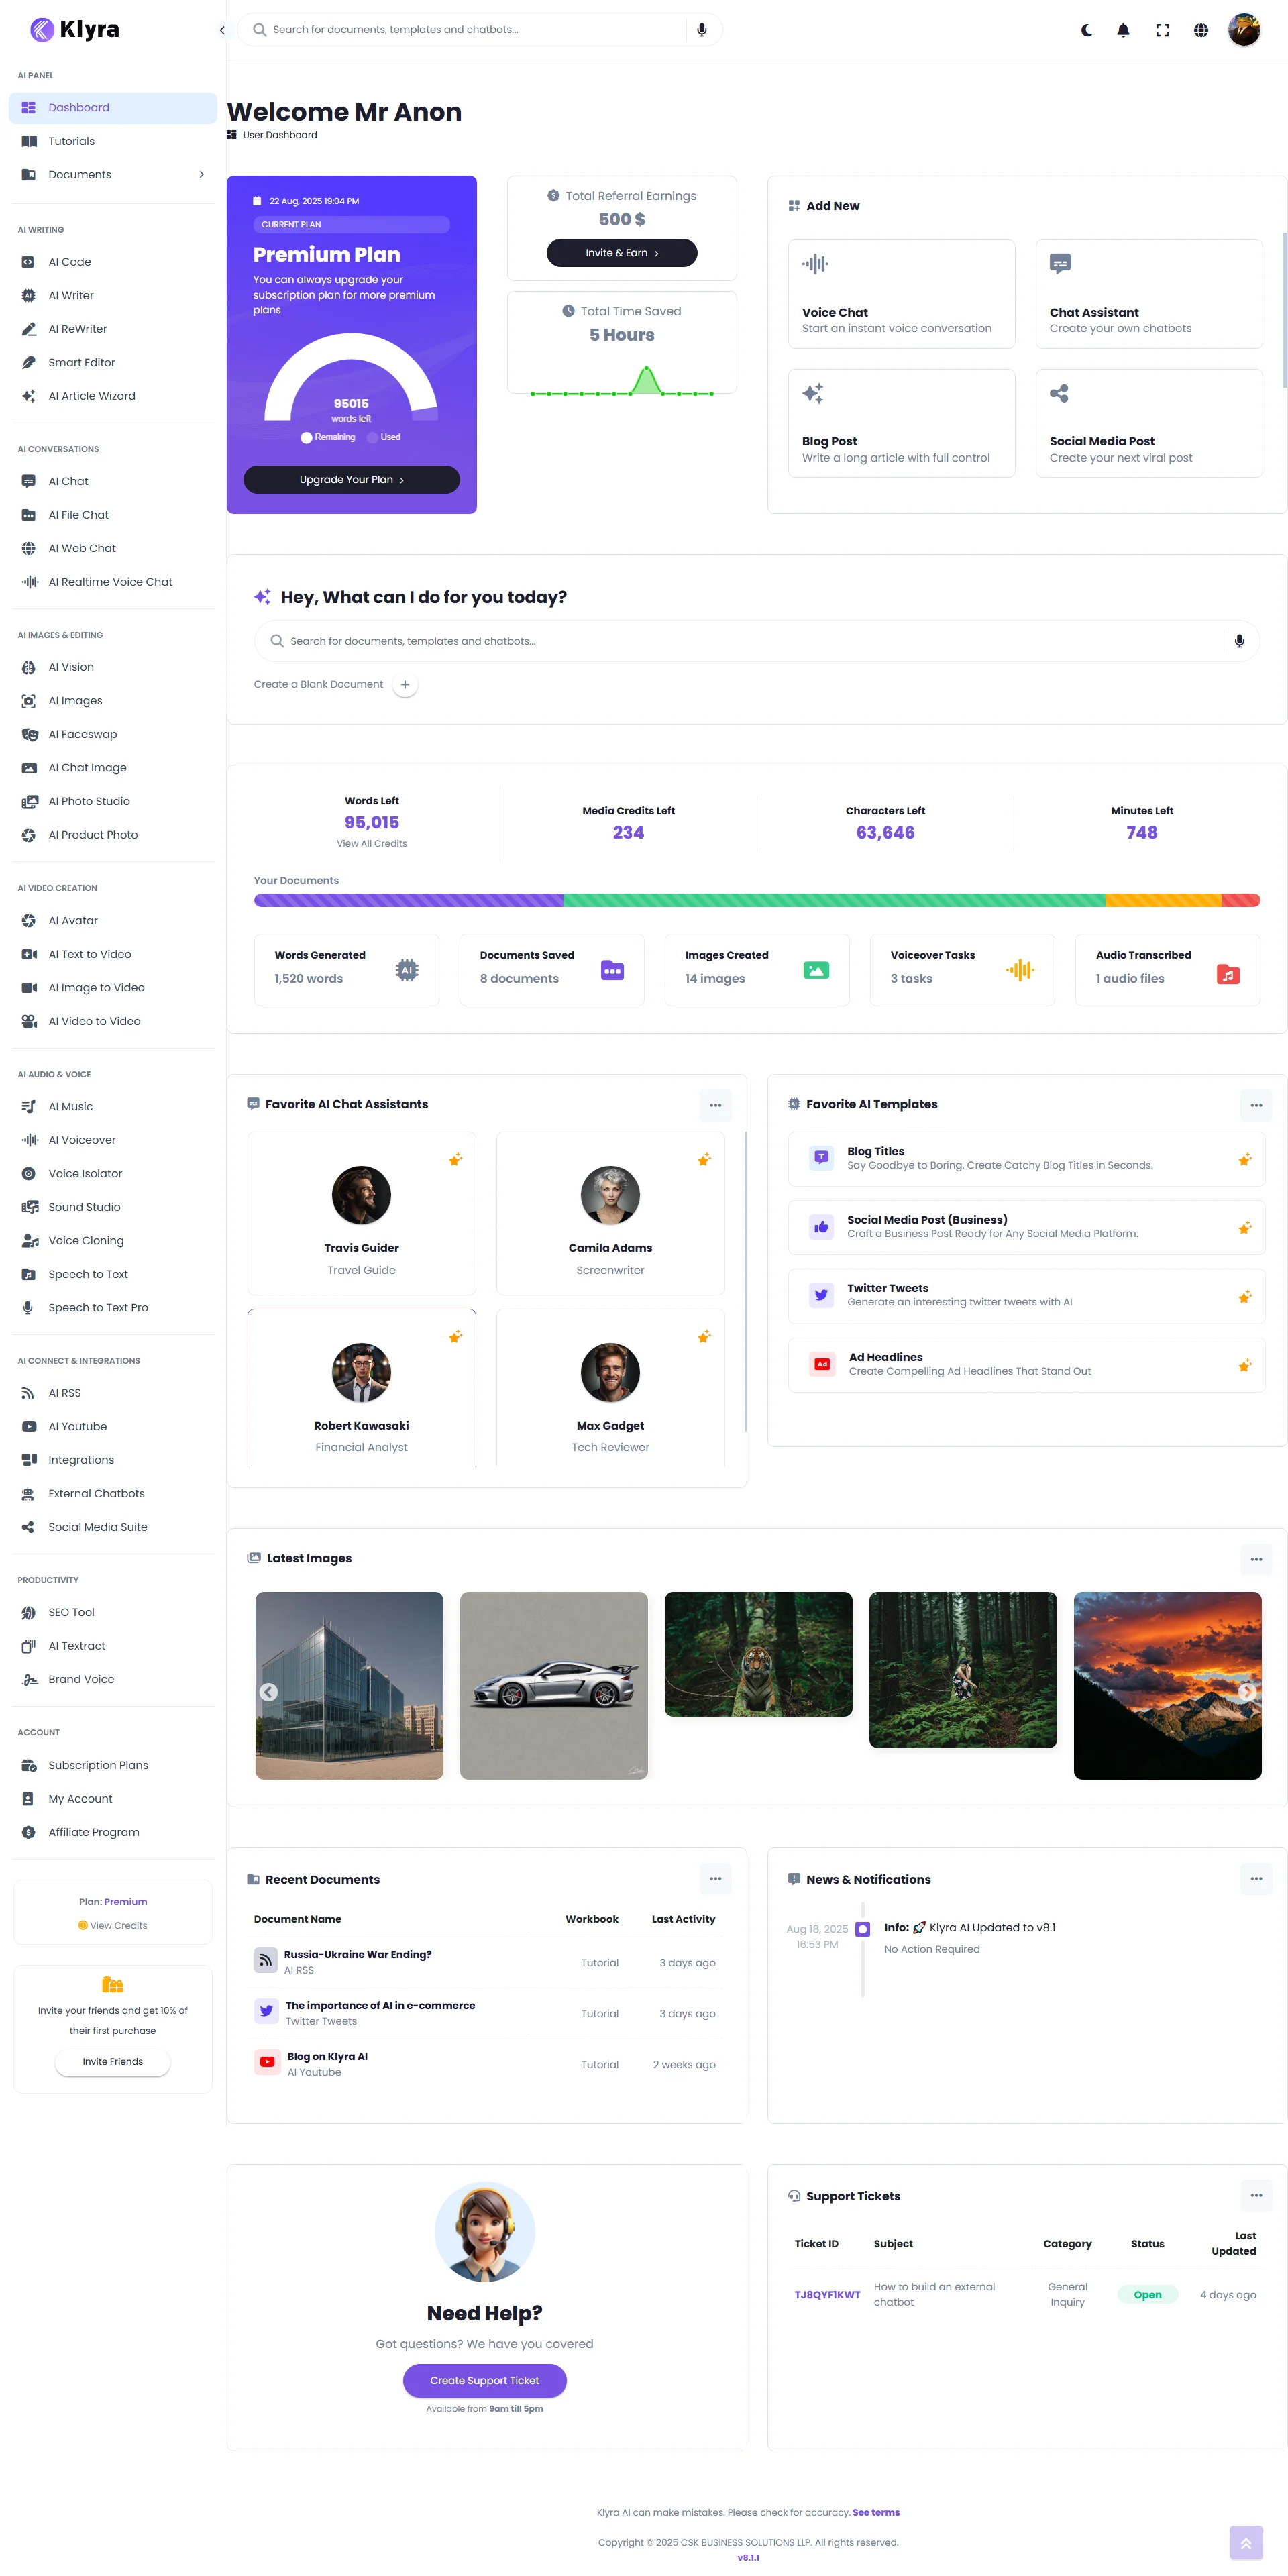 Klyra
Search for documents, templates and chatbots...
AI PANEL
Dashboard
Tutorials
Documents
AI WRITING
AI Code
AI Writer
AI ReWriter
Smart Editor
AI Article Wizard
AI CONVERSATIONS
AI Chat
AI File Chat
AI Web Chat
AI Realtime Voice Chat
AI IMAGES & EDITING
AI Vision
AI Images
AI Faceswap
AI Chat Image
AI Photo Studio
AI Product Photo
AI VIDEO CREATION
AI Avatar
AI Text to Video
AI Image to Video
AI Video to Video
AI AUDIO & VOICE
AI Music
AI Voiceover
Voice Isolator
Sound Studio
Voice Cloning
Speech to Text
Speech to Text Pro
AI CONNECT & INTEGRATIONS
AI RSS
AI Youtube
Integrations
External Chatbots
Social Media Suite
PRODUCTIVITY
SEO Tool
AI Textract
Brand Voice
ACCOUNT
Subscription Plans
My Account
Affiliate Program
Plan: Premium
View Credits
Invite your friends and get 10% of
their first purchase
Invite Friends
Welcome Mr Anon
User Dashboard
22 Aug, 2025 19:04 PM
CURRENT PLAN
Premium Plan
You can always upgrade your
subscription plan for more premium
plans
95015
words left
Remaining Used
Upgrade Your Plan
Total Referral Earnings
500 $
Invite & Earn
Total Time Saved
5 Hours
Add New
Voice Chat
Start an instant voice conversation
Chat Assistant
Create your own chatbots
Blog Post
Write a long article with full control
Social Media Post
Create your next viral post
Hey, What can I do for you today?
Search for documents, templates and chatbots...
Create a Blank Document
Words Left
95,015
View All Credits
Media Credits Left
234
Characters Left
63,646
Minutes Left
748
Your Documents
Words Generated
1,520 words
AI
Documents Saved
8 documents
Images Created
14 images
Voiceover Tasks
3 tasks
Audio Transcribed
1 audio files
Favorite AI Chat Assistants
Travis Guider
Travel Guide
Camila Adams
Screenwriter
Robert Kawasaki
Financial Analyst
Max Gadget
Tech Reviewer
Favorite AI Templates
T
Blog Titles
Say Goodbye to Boring. Create Catchy Blog Titles in Seconds.
Social Media Post (Business)
Craft a Business Post Ready for Any Social Media Platform.
Twitter Tweets
Generate an interesting twitter tweets with AI
Ad
Ad Headlines
Create Compelling Ad Headlines That Stand Out
Latest Images
Recent Documents
Document Name Workbook Last Activity
Russia-Ukraine War Ending?
AI RSS
Tutorial 3 days ago
The importance of AI in e-commerce
Twitter Tweets
Tutorial 3 days ago
Blog on Klyra AI
AI Youtube
Tutorial 2 weeks ago
News & Notifications
Aug 18, 2025
16:53 PM
Info: 🚀 Klyra AI Updated to v8.1
No Action Required
Need Help?
Got questions? We have you covered
Create Support Ticket
Available from 9am till 5pm
Support Tickets
Ticket ID Subject Category Status Last
Updated
TJ8QYF1KWT How to build an external
chatbot
General
Inquiry
Open 4 days ago
Klyra AI can make mistakes. Please check for accuracy. See terms
Copyright © 2025 CSK BUSINESS SOLUTIONS LLP. All rights reserved.
v8.1.1